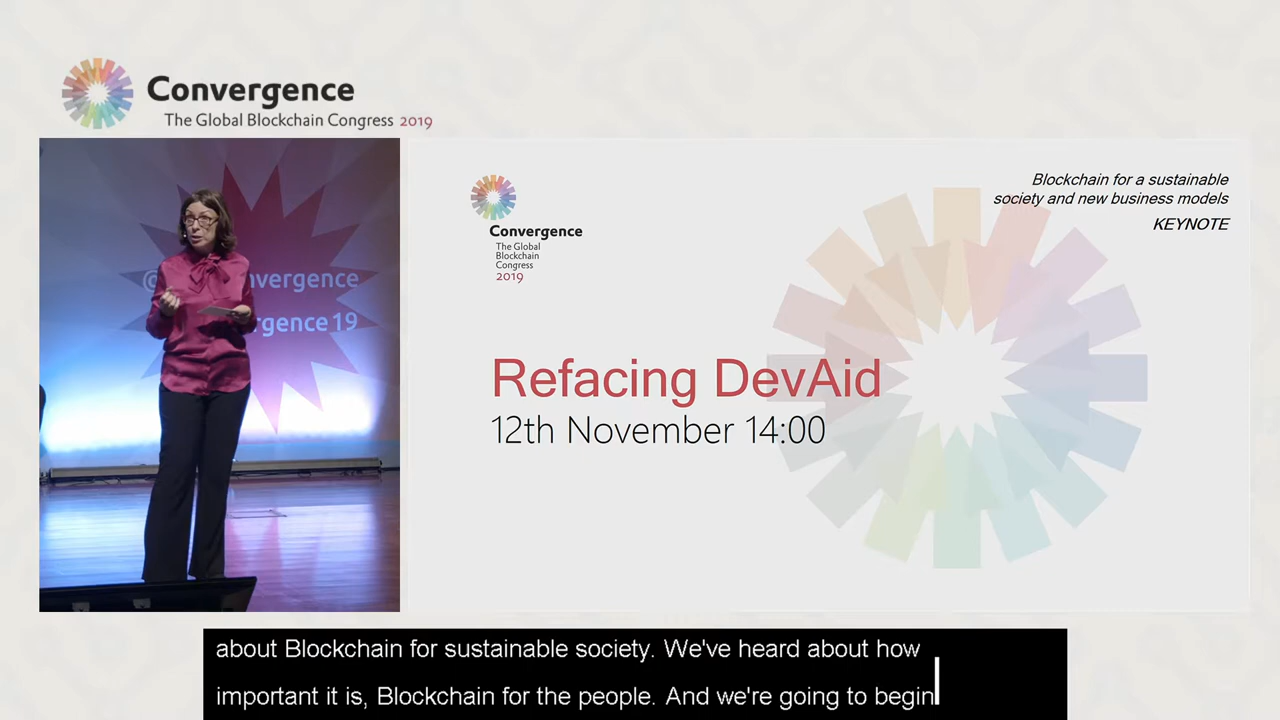 Convergence
The Global Blockchain Congress 2019
nvergence
rgence19
Convergence
The Global
Blockchain
Congress
2019
Blockchain for a sustainable
society and new business models
KEYNOTE
Refacing DevAid
12th November 14:00
about Blockchain for sustainable society. We've heard about how
important it is, Blockchain for the people. And we're going to begin